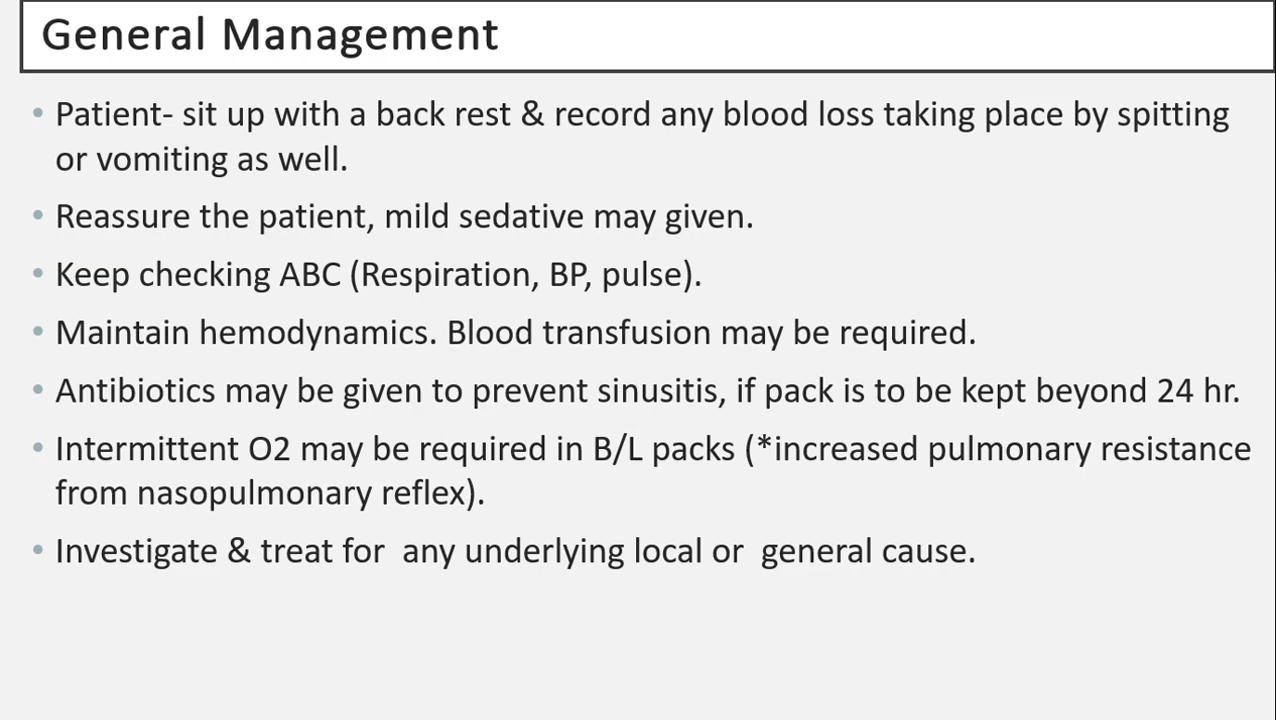 General Management
• Patient- sit up with a back rest & record any blood loss taking place by spitting
or vomiting as well.
• Reassure the patient, mild sedative may given.
• Keep checking ABC (Respiration, BP, pulse).
• Maintain hemodynamics. Blood transfusion may be required.
• Antibiotics may be given to prevent sinusitis, if pack is to be kept beyond 24 hr.
• Intermittent O2 may be required in B/L packs (*increased pulmonary resistance
from nasopulmonary reflex).
• Investigate & treat for  any underlying local or  general cause.